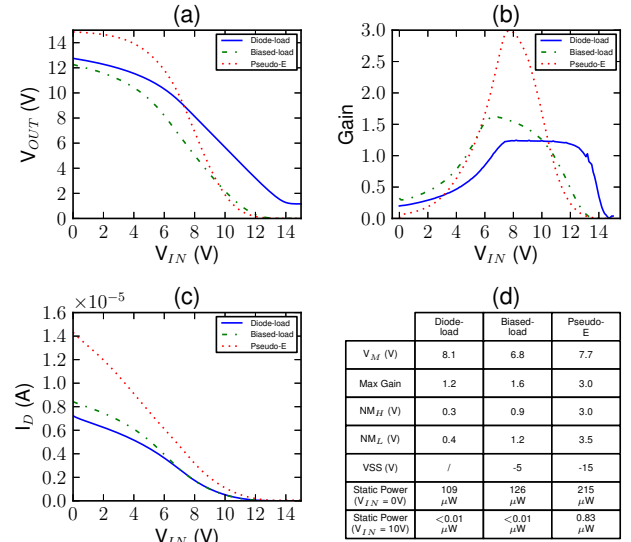 (a)
16
14
12
10
8
6
4
2
0
V_OUT (V)
Diode-load
Biased-load
Pseudo-E
0 2 4 6 8 10 12 14
V_IN (V)
(b)
3.0
2.5
2.0
1.5
1.0
0.5
0.0
Gain
Diode-load
Biased-load
Pseudo-E
0 2 4 6 8 10 12 14
V_IN (V)
(c)
×10^-5
1.6
1.4
1.2
1.0
0.8
0.6
0.4
0.2
0.0
I_D (A)
Diode-load
Biased-load
Pseudo-E
0 2 4 6 8 10 12 14
V_IN (V)
(d)
Diode-load Biased-load Pseudo-E
V_M (V) 8.1 6.8 7.7
Max Gain 1.2 1.6 3.0
NM_H (V) 0.3 0.9 3.0
NM_L (V) 0.4 1.2 3.5
VSS (V) / -5 -15
Static Power (V_IN = 0V) 109 μW 126 μW 215 μW
Static Power (V_IN = 10V) <0.01 μW <0.01 μW 0.83 μW